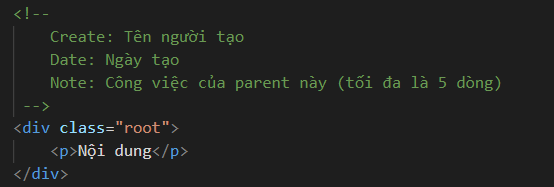 <!--
Create: Tên người tạo
Date: Ngày tạo
Note: Công việc của parent này (tối đa là 5 dòng)
-->
<div class="root">
<p>Nội dung</p>
</div>